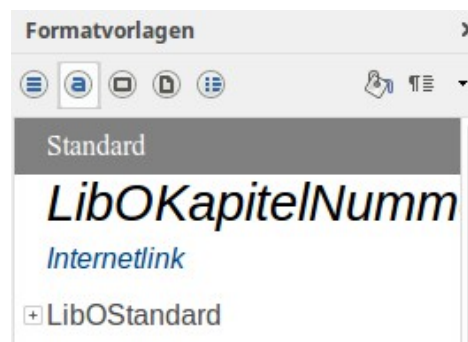 Formatvorlagen
Standard
LibOKapitelNumm
Internetlink
LibOStandard